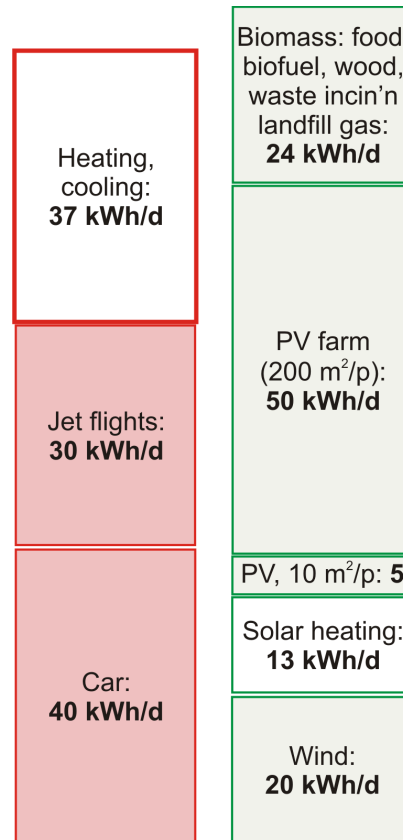 Heating,
cooling:
37 kWh/d
Jet flights:
30 kWh/d
Car:
40 kWh/d
Biomass: food
biofuel, wood,
waste incin’n
landfill gas:
24 kWh/d
PV farm
(200 m²/p):
50 kWh/d
PV, 10 m²/p: 5
Solar heating:
13 kWh/d
Wind:
20 kWh/d